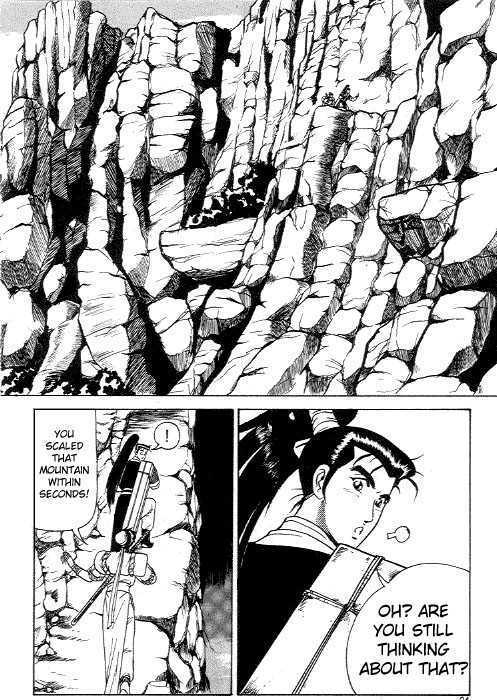 YOU
SCALED
THAT
MOUNTAIN
WITHIN
SECONDS!
!
OH? ARE
YOU STILL
THINKING
ABOUT THAT?